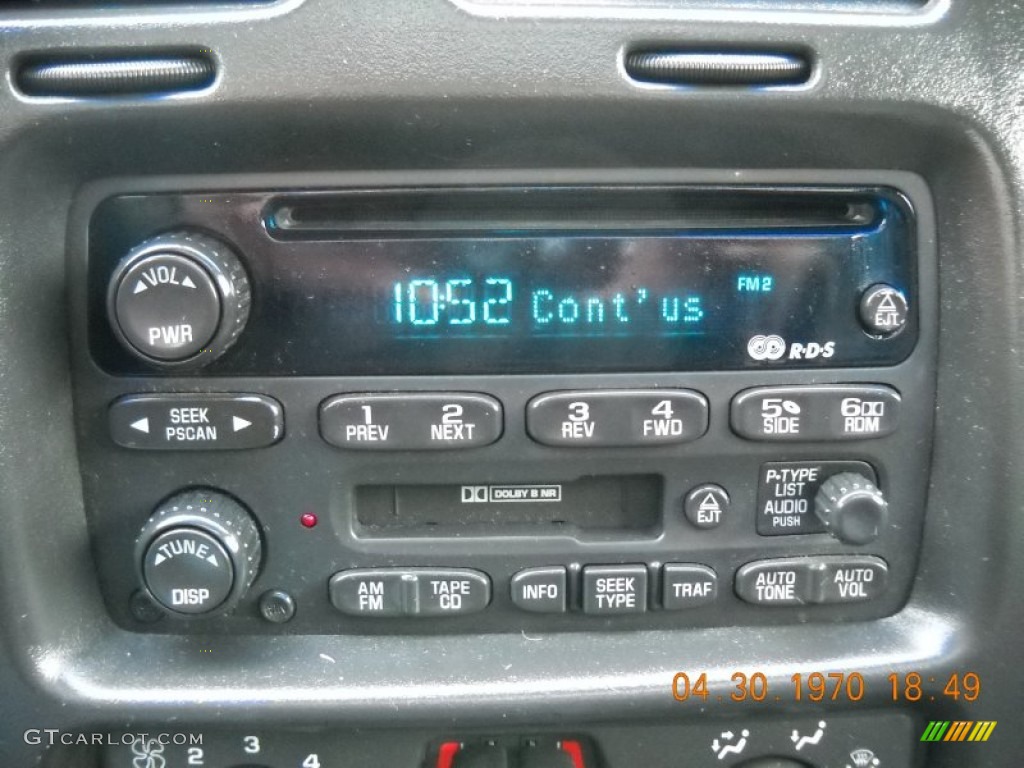 VOL
PWR
10:52 Cont'us
FM2
EJT
R·D·S
SEEK
PSCAN
1
PREV
2
NEXT
3
REV
4
FWD
5
SIDE
6
RDM
DOLBY B NR
EJT
P-TYPE
LIST
AUDIO
PUSH
TUNE
DISP
AM
FM
TAPE
CD
INFO
SEEK
TYPE
TRAF
AUTO
TONE
AUTO
VOL
04.30.1970 18:49
GTCARLOT.COM
2
3
4